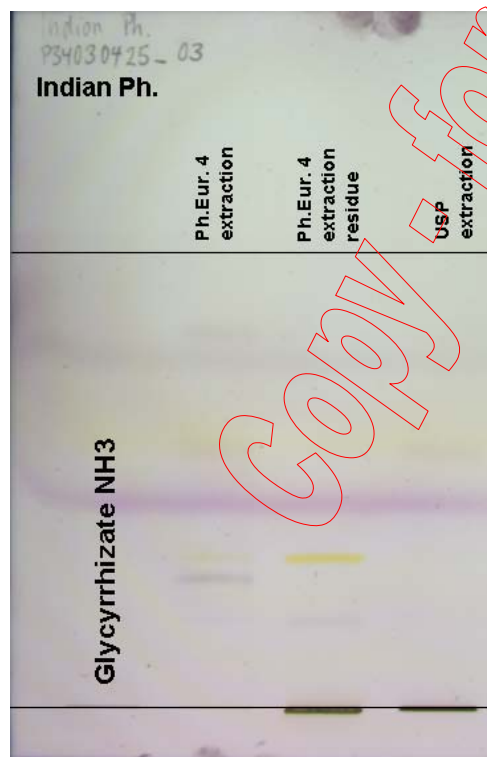 Indian Ph.
P34030425_03
Indian Ph.
Ph.Eur. 4
extraction
Ph.Eur. 4
extraction
residue
USP
extraction
Glycyrrhizate NH3
Copy - for